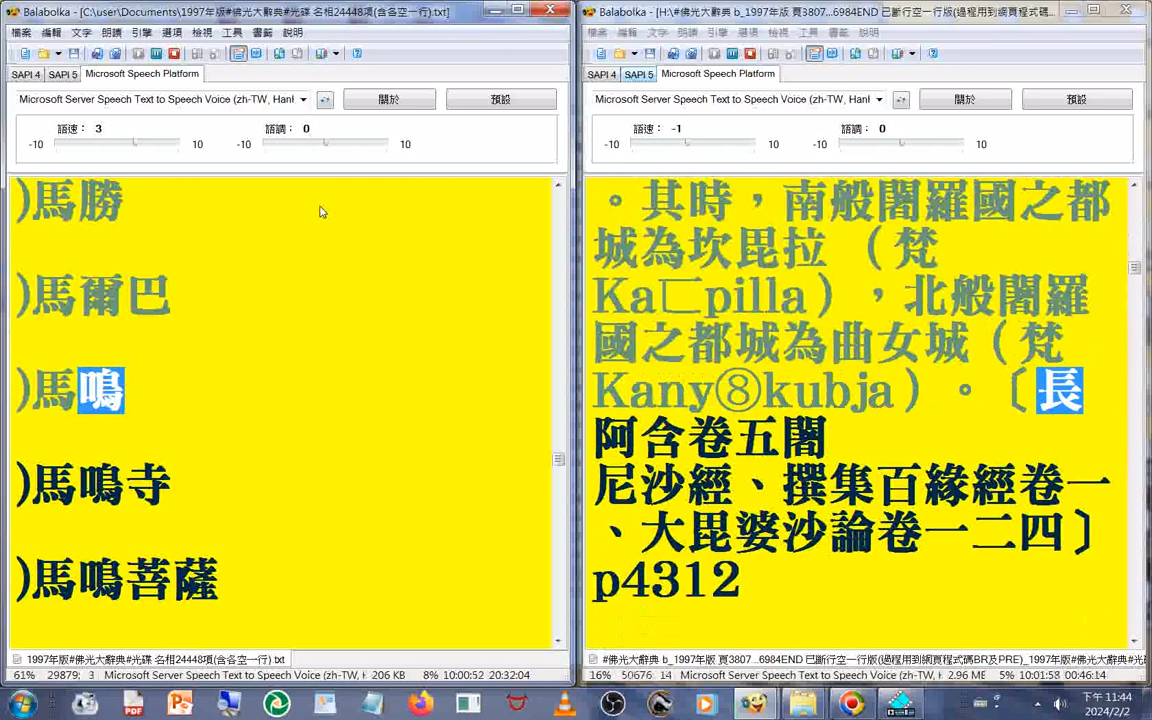 Balabolka - [C:\user\Documents\1997年版#佛光大辭典#光碟 名相24448項(含各空一行).txt]
檔案 編輯 文字 朗讀 引擎 選項 檢視 工具 書籤 說明
SAPI 4 SAPI 5 Microsoft Speech Platform
Microsoft Server Speech Text to Speech Voice (zh-TW, Hanl 關於 預設
語速： 3 語調： 0
-10 10 -10 10
)馬勝
)馬爾巴
)馬鳴
)馬鳴寺
)馬鳴菩薩
1997年版#佛光大辭典#光碟 名相24448項(含各空一行).txt
61% 29879: 3 Microsoft Server Speech Text to Speech Voice (zh-TW, H 206 KB 8% 10:00:52 20:32:04
Balabolka - [H:\#佛光大辭典 b_1997年版 頁3807...6984END 已斷行空一行版(過程用到網頁程式碼...
檔案 編輯 文字 朗讀 引擎 選項 檢視 工具 書籤 說明
SAPI 4 SAPI 5 Microsoft Speech Platform
Microsoft Server Speech Text to Speech Voice (zh-TW, Hanl 關於 預設
語速： -1 語調： 0
-10 10 -10 10
。其時，南般闍羅國之都
城為坎毘拉 （梵
Ka匚pilla），北般闍羅
國之都城為曲女城（梵
Kany⑧kubja）。〔長
阿含卷五闍
尼沙經、撰集百緣經卷一
、大毘婆沙論卷一二四〕
p4312
#佛光大辭典 b_1997年版 頁3807...6984END 已斷行空一行版(過程用到網頁程式碼BR及PRE)_1997年版#光
16% 50676: 14 Microsoft Server Speech Text to Speech Voice (zh-TW, H 2.96 ME 10:01:58 00:46:14
下午 11:44
2024/2/2